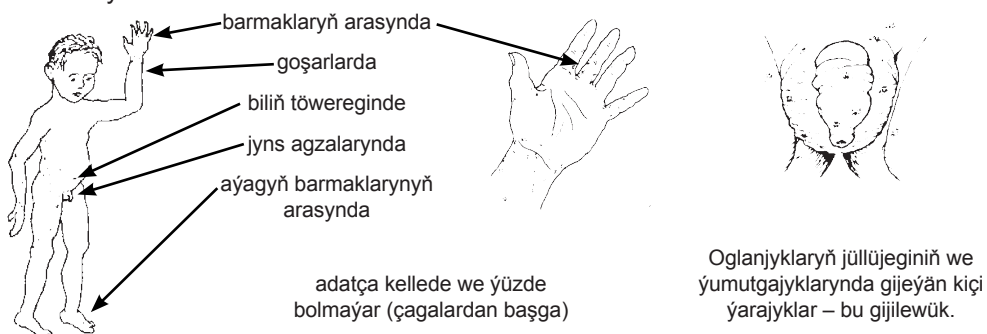 barmaklaryň arasynda
goşarlarda
biliň töwereginde
jyns agzalarynda
aýagyň barmaklarynyň
arasynda
adatça kellede we ýüzde
bolmaýar (çagalardan başga)
Oglanjyklaryň jüllüjeginiň we
ýumutgajyklarynda gijeýän kiçi
ýarajyklar – bu gijilewük.